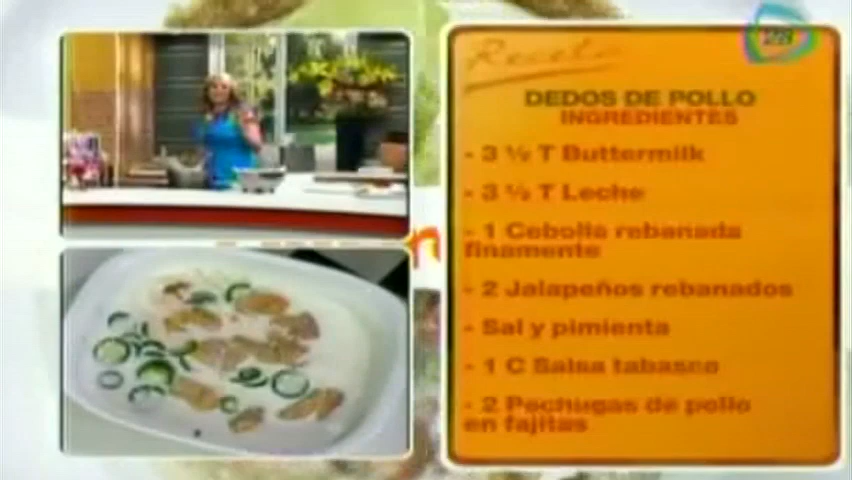 Receta
DEDOS DE POLLO
INGREDIENTES
- 3 ½ T Buttermilk
- 3 ½ T Leche
- 1 Cebolla rebanada
finamente
- 2 Jalapeños rebanados
- Sal y pimienta
- 1 C Salsa tabasco
- 2 Pechugas de pollo
en fajitas